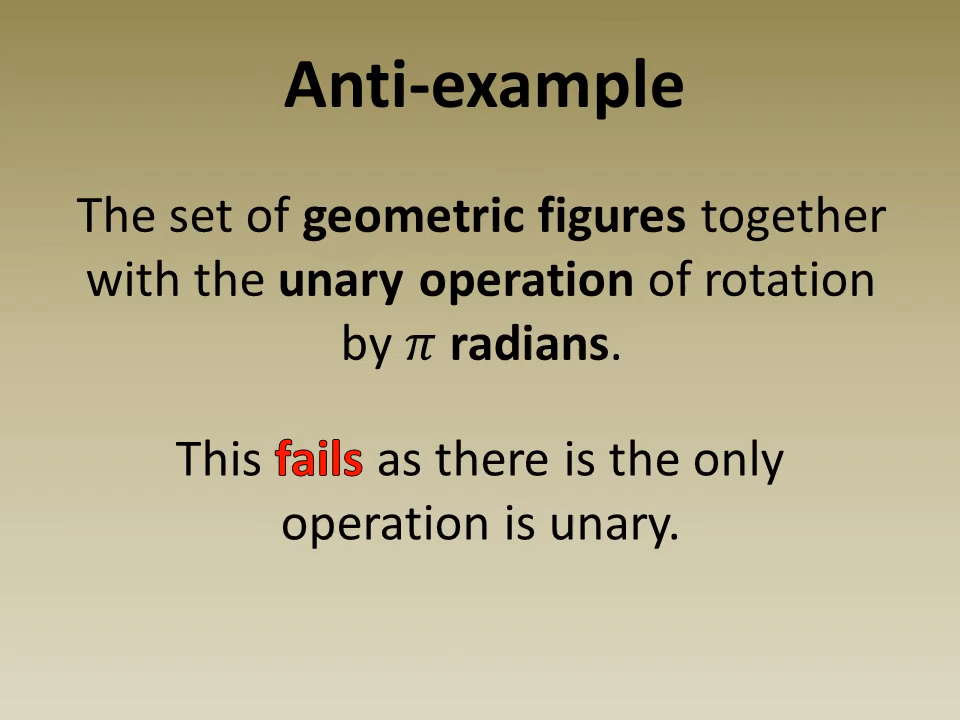 Anti-example
The set of geometric figures together
with the unary operation of rotation
by 𝜋 radians.
This fails as there is the only
operation is unary.